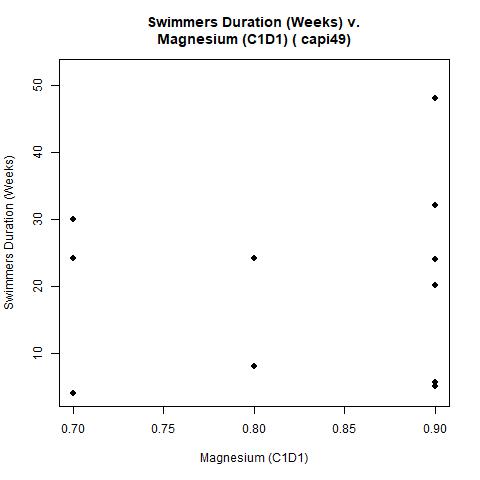 Swimmers Duration (Weeks) v.
Magnesium (C1D1) ( capi49)
Swimmers Duration (Weeks)
50
40
30
20
10
0.70 0.75 0.80 0.85 0.90
Magnesium (C1D1)